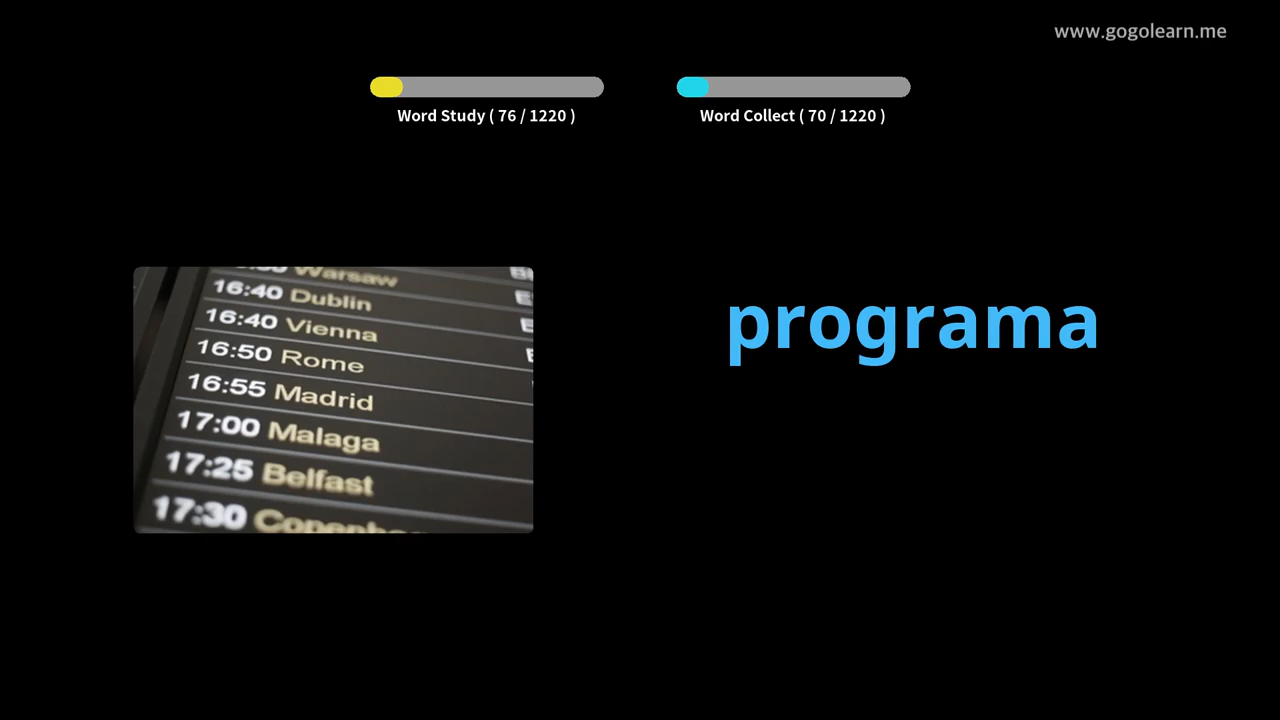 www.gogolearn.me
Word Study ( 76 / 1220 )
Word Collect ( 70 / 1220 )
Warsaw
16:40 Dublin
16:40 Vienna
16:50 Rome
16:55 Madrid
17:00 Malaga
17:25 Belfast
17:30
programa